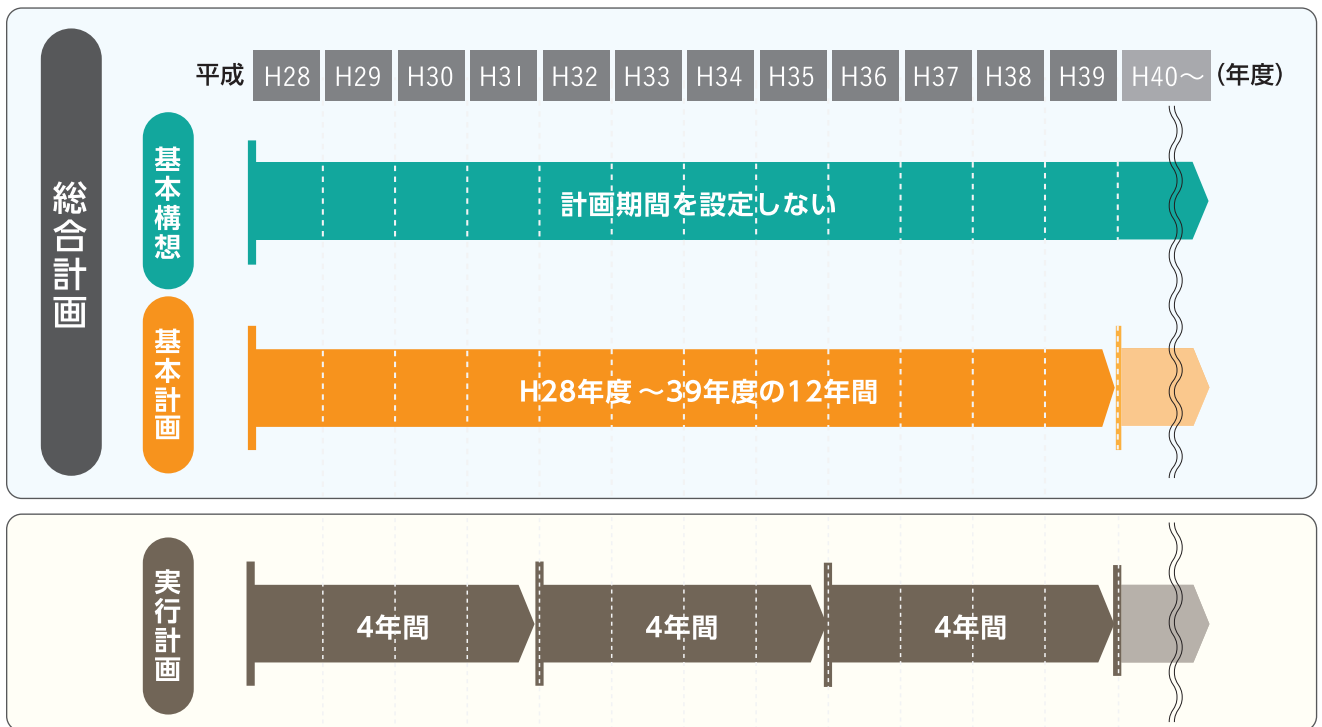 総合計画
平成 H28 H29 H30 H31 H32 H33 H34 H35 H36 H37 H38 H39 H40～ (年度)
基本構想
計画期間を設定しない
基本計画
H28年度 ～39年度の12年間
実行計画
4年間 4年間 4年間